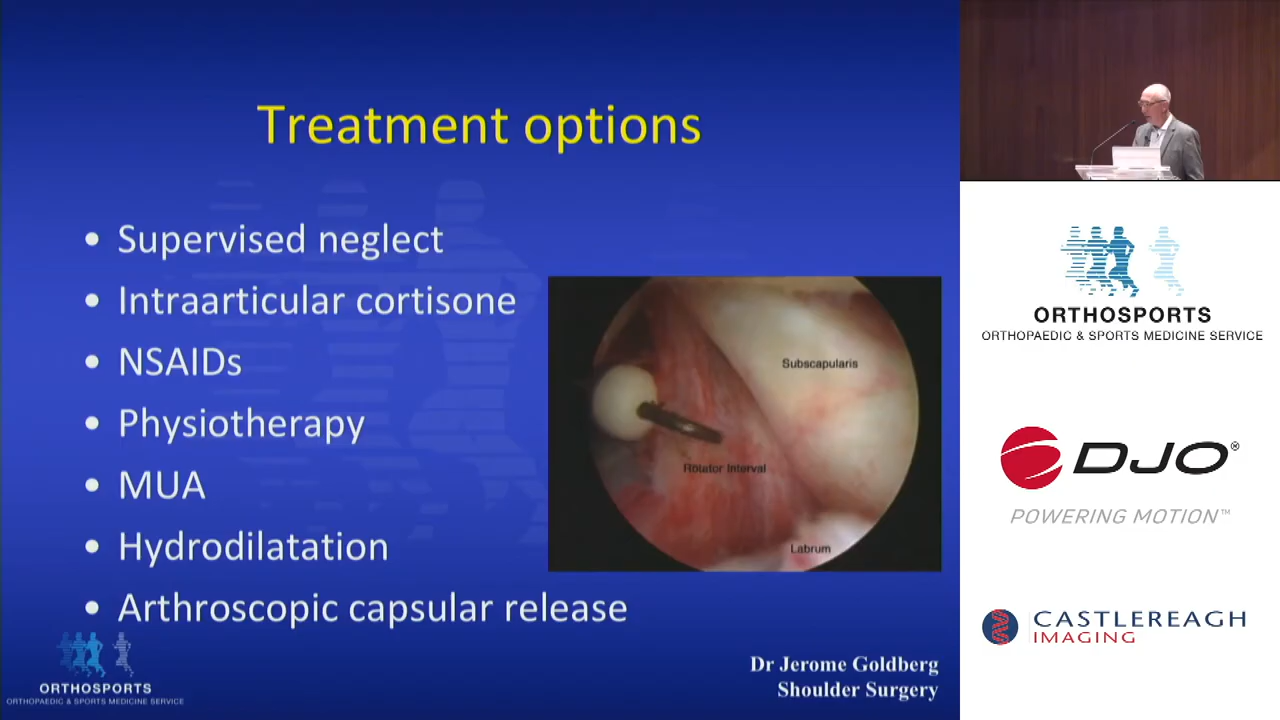 Treatment options
• Supervised neglect
• Intraarticular cortisone
• NSAIDs
• Physiotherapy
• MUA
• Hydrodilatation
• Arthroscopic capsular release
Subscapularis
Rotator Interval
Labrum
ORTHOSPORTS
ORTHOPAEDIC & SPORTS MEDICINE SERVICE
Dr Jerome Goldberg
Shoulder Surgery
ORTHOSPORTS
ORTHOPAEDIC & SPORTS MEDICINE SERVICE
DJO®
POWERING MOTION™
CASTLEREAGH
IMAGING